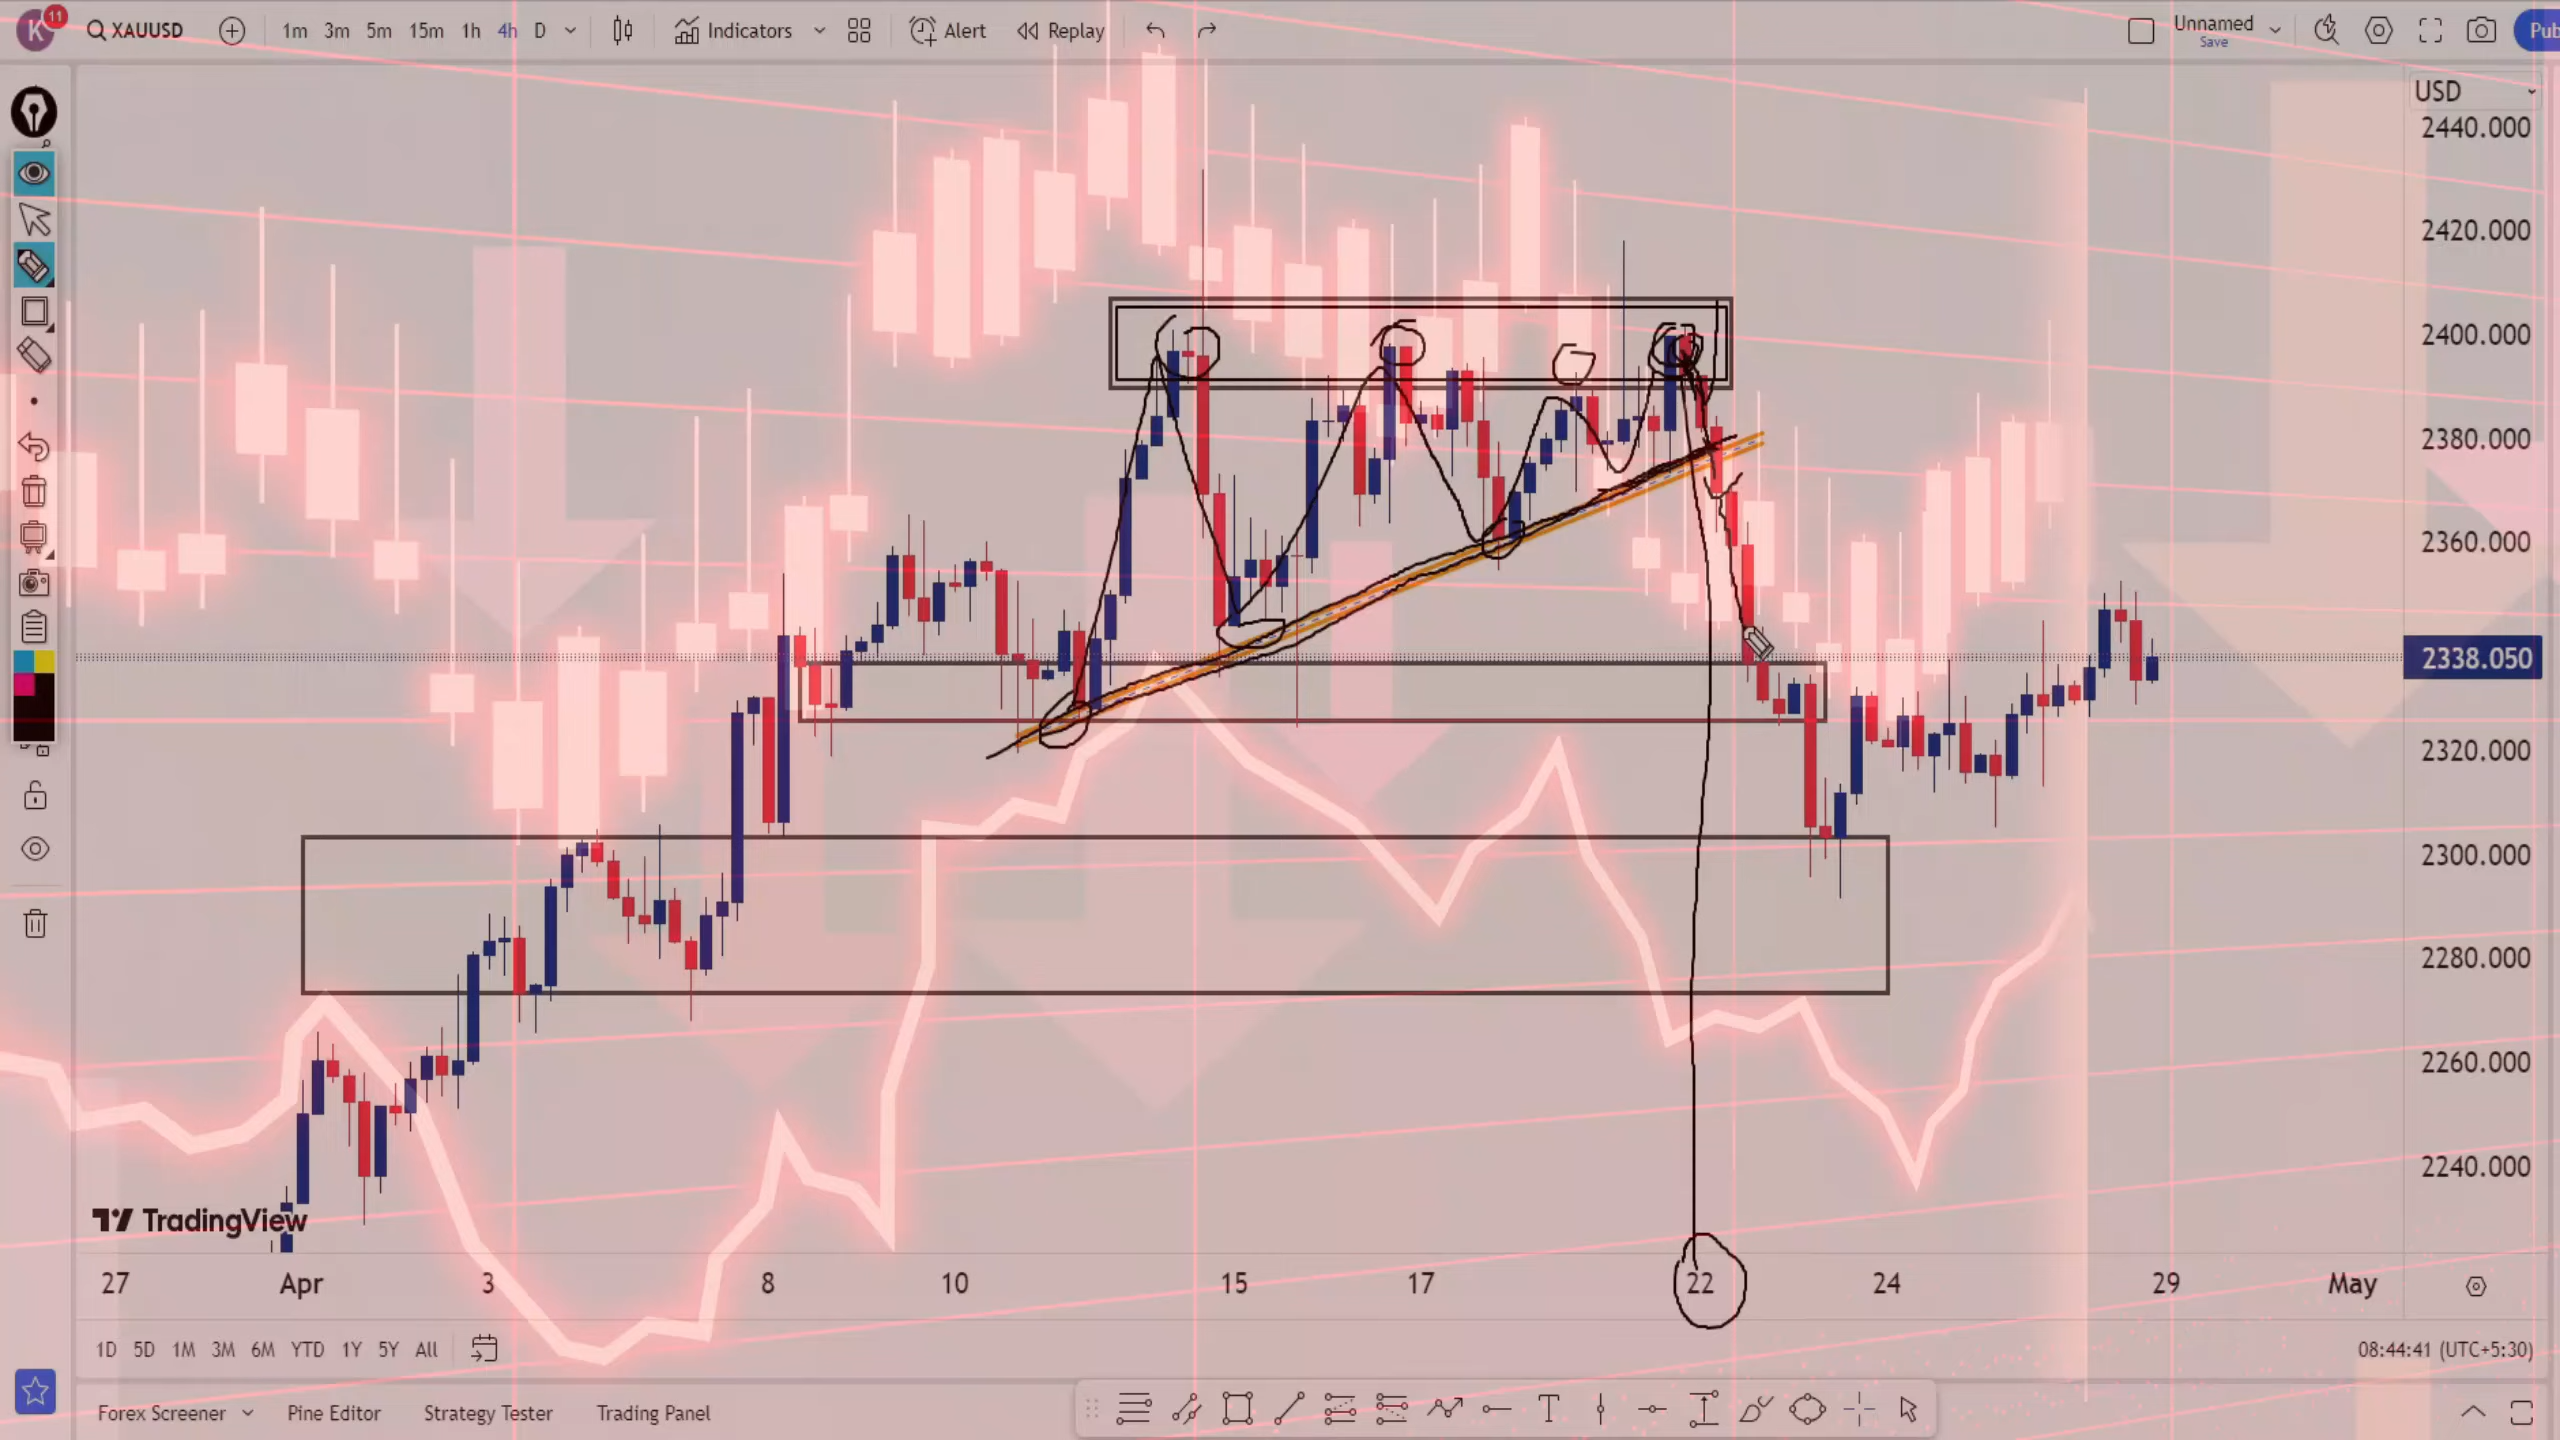 K 11 XAUUSD 1m 3m 5m 15m 1h 4h D Indicators Alert Replay Unnamed Pub
Save
USD
2440.000
2420.000
2400.000
2380.000
2360.000
2338.050
2320.000
2300.000
2280.000
2260.000
2240.000
TradingView
27 Apr 3 8 10 15 17 22 24 29 May
1D 5D 1M 3M 6M YTD 1Y 5Y All 08:44:41 (UTC+5:30)
Forex Screener Pine Editor Strategy Tester Trading Panel